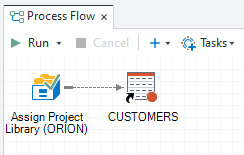 Process Flow ×
Run Cancel Tasks
Assign Project
Library (ORION)
CUSTOMERS